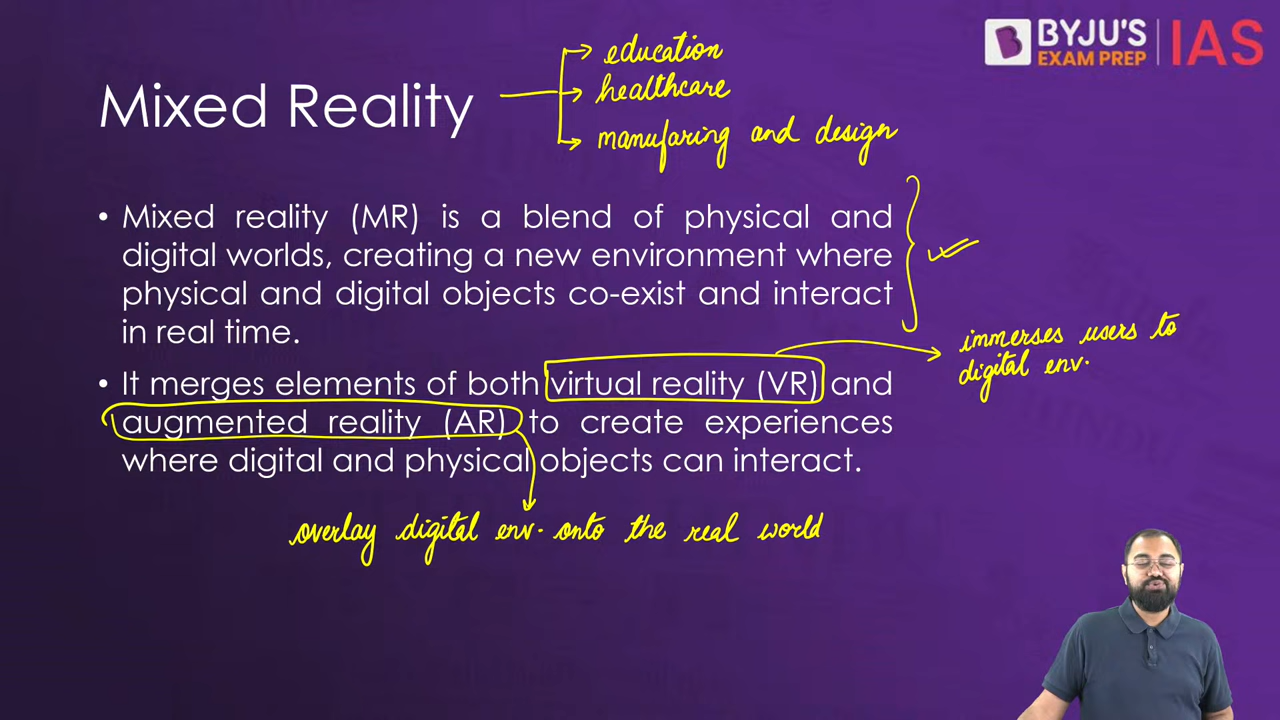 BYJU'S
EXAM PREP
IAS
Mixed Reality
education
healthcare
manufaring and design
• Mixed reality (MR) is a blend of physical and
digital worlds, creating a new environment where
physical and digital objects co-exist and interact
in real time.
immerses users to
digital env.
• It merges elements of both virtual reality (VR) and
augmented reality (AR) to create experiences
where digital and physical objects can interact.
overlay digital env. onto the real world